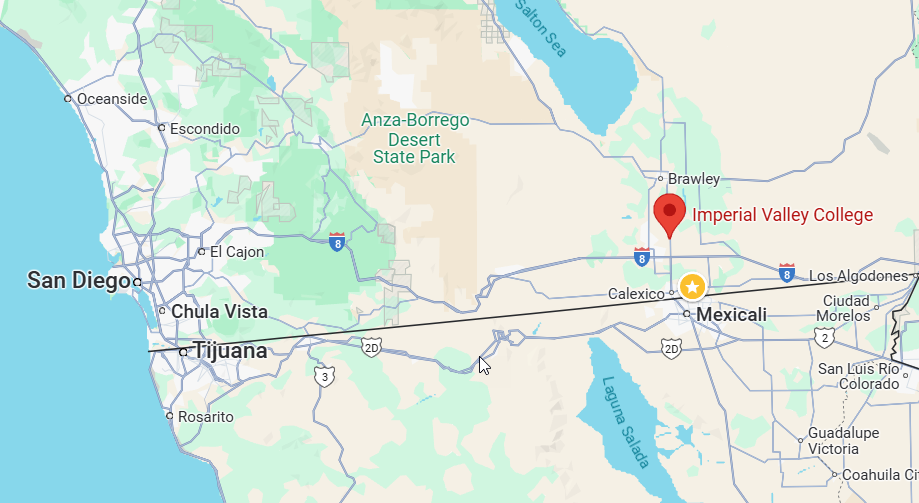 Salton Sea
Oceanside
Escondido
Anza-Borrego
Desert
State Park
Brawley
Imperial Valley College
8
El Cajon
8
8
Los Algodones
San Diego
Calexico
Ciudad
Morelos
Chula Vista
Mexicali
2
Tijuana
2D
2D
3
San Luis Río
Colorado
Laguna Salada
Rosarito
Guadalupe
Victoria
Coahuila Ci